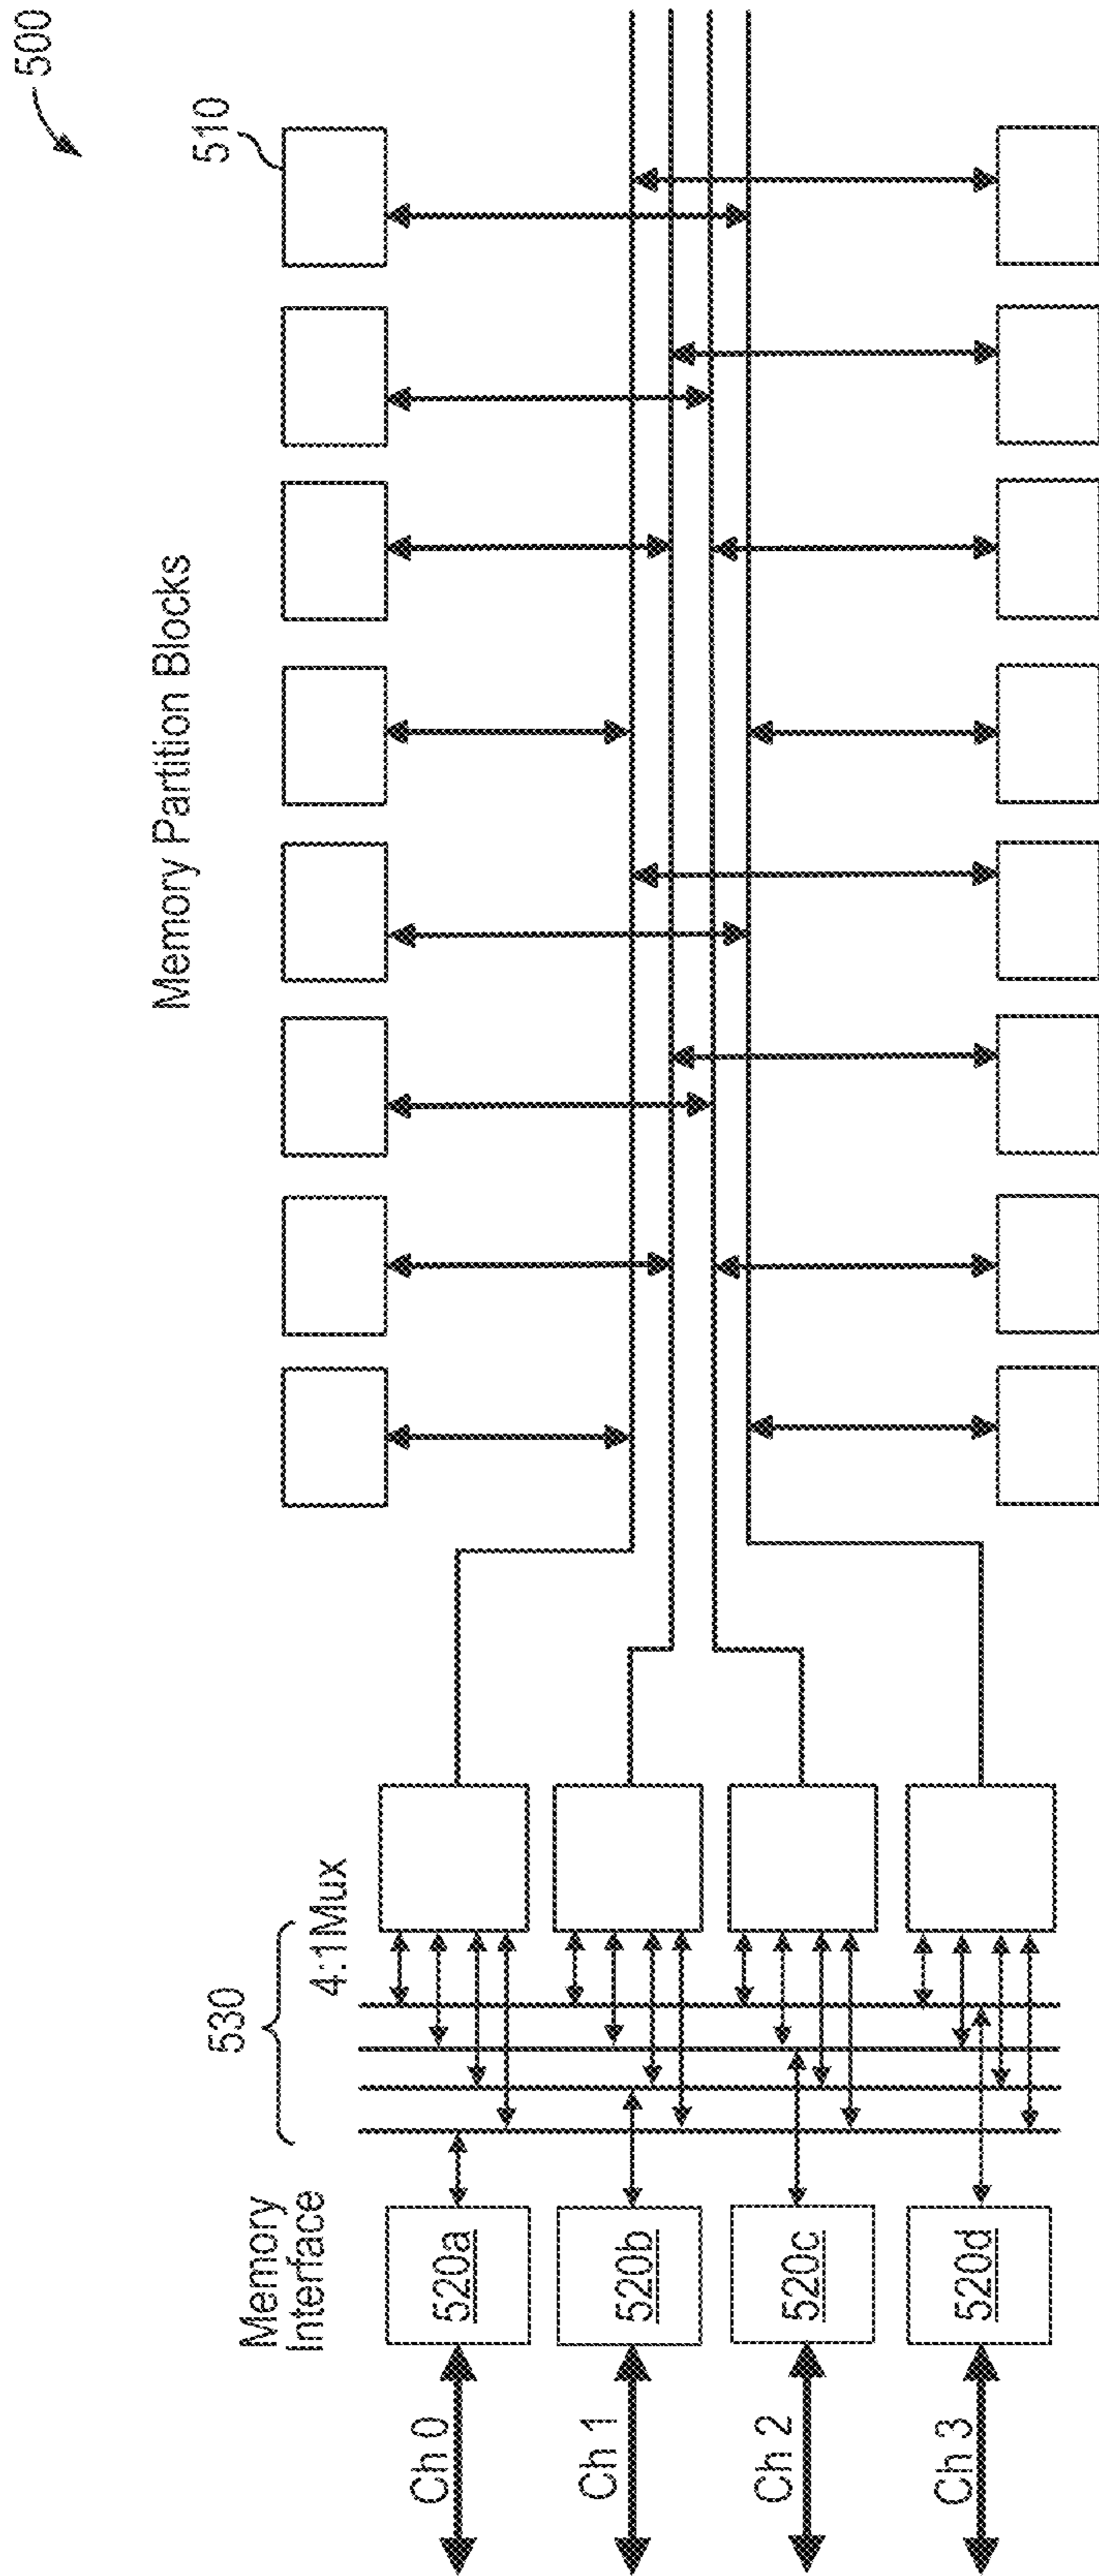 500
Memory Partition Blocks
510
530
4:1Mux
Memory
Interface
Ch 0
520a
Ch 1
520b
Ch 2
520c
Ch 3
520d